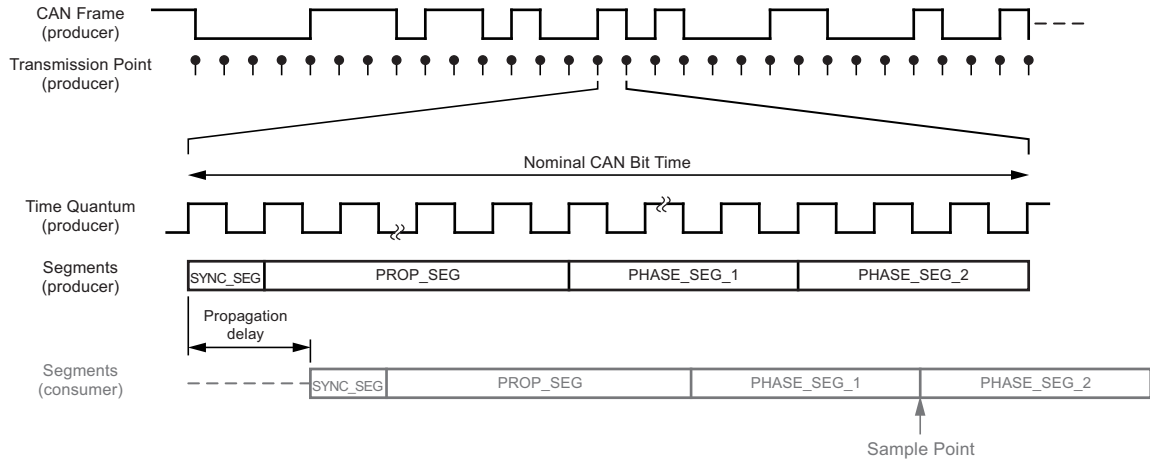 CAN Frame
(producer)
Transmission Point
(producer)
Nominal CAN Bit Time
Time Quantum
(producer)
Segments
(producer)
SYNC_SEG
PROP_SEG
PHASE_SEG_1
PHASE_SEG_2
Propagation
delay
Segments
(consumer)
SYNC_SEG
PROP_SEG
PHASE_SEG_1
PHASE_SEG_2
Sample Point